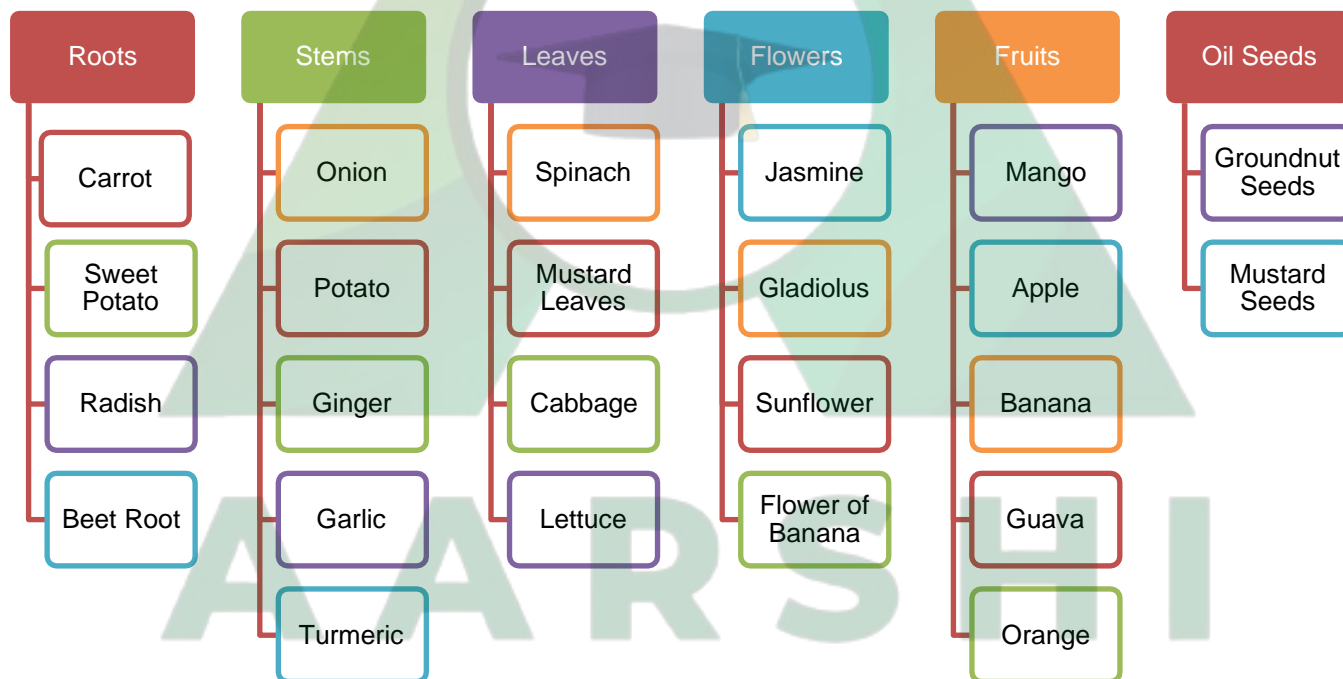 Roots
Carrot
Sweet
Potato
Radish
Beet Root
Stems
Onion
Potato
Ginger
Garlic
Turmeric
Leaves
Spinach
Mustard
Leaves
Cabbage
Lettuce
Flowers
Jasmine
Gladiolus
Sunflower
Flower of
Banana
Fruits
Mango
Apple
Banana
Guava
Orange
Oil Seeds
Groundnut
Seeds
Mustard
Seeds
AARSHI